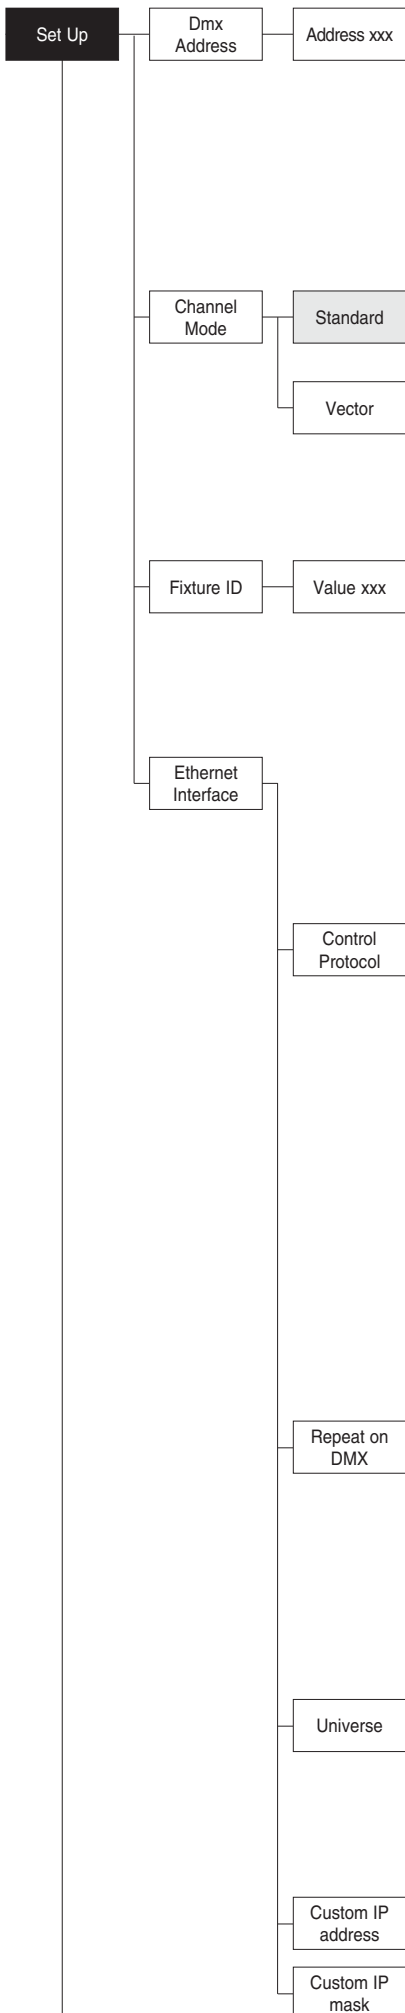 Set Up
Dmx
Address
Address xxx
Channel
Mode
Standard
Vector
Fixture ID
Value xxx
Ethernet
Interface
Control
Protocol
Repeat on
DMX
Universe
Custom IP
address
Custom IP
mask